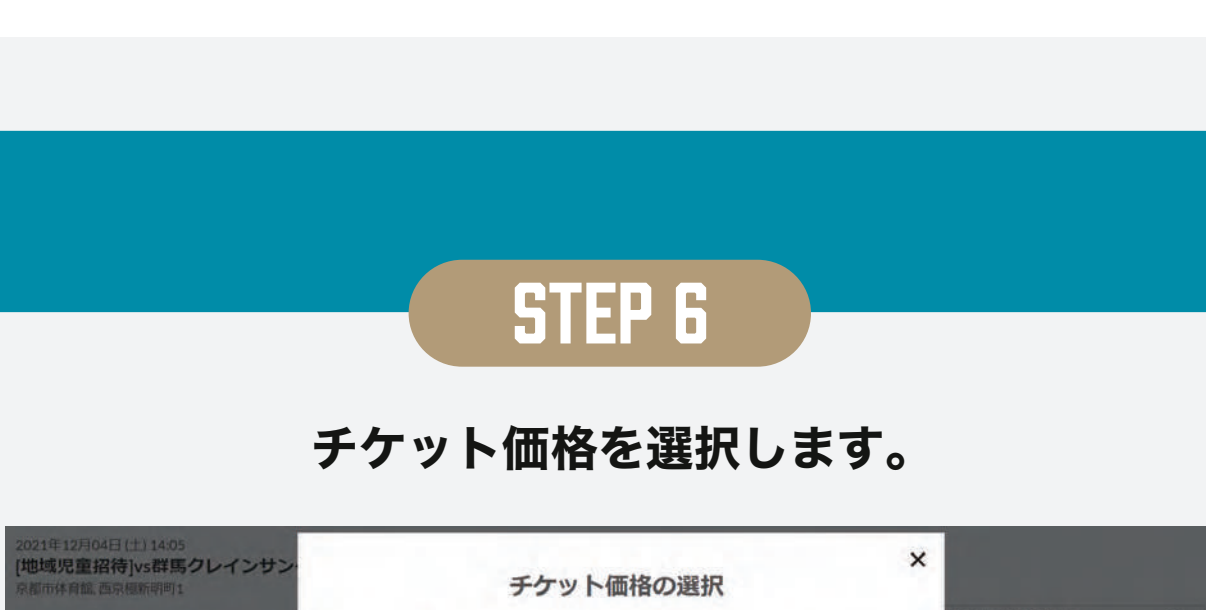 STEP 6
チケット価格を選択します。
2021年12月04日 (土) 14:05
[地域児童招待]vs群馬クレインサン
京都市体育館, 西京極新明町1
×
チケット価格の選択